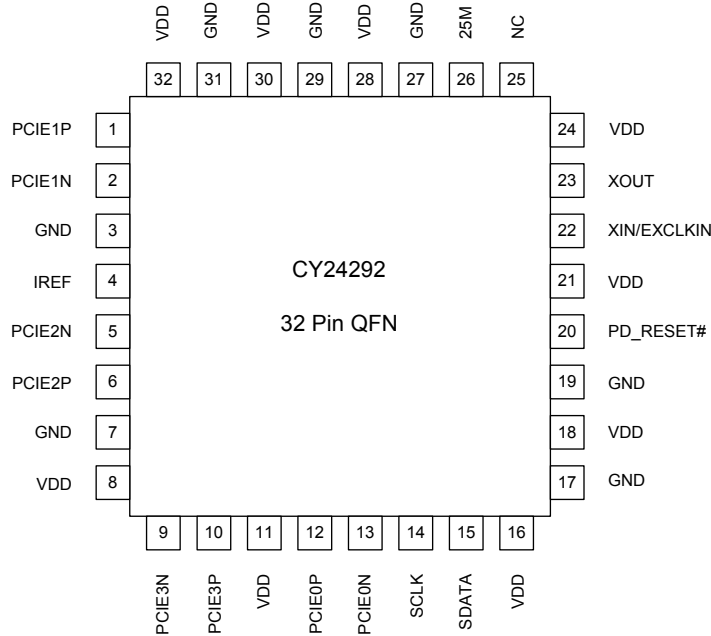 VDD GND VDD GND VDD GND 25M NC
32 31 30 29 28 27 26 25
PCIE1P 1 24 VDD
PCIE1N 2 23 XOUT
GND 3 22 XIN/EXCLKIN
CY24292
IREF 4 21 VDD
32 Pin QFN
PCIE2N 5 20 PD_RESET#
PCIE2P 6 19 GND
GND 7 18 VDD
VDD 8 17 GND
9 10 11 12 13 14 15 16
PCIE3N PCIE3P VDD PCIE0P PCIE0N SCLK SDATA VDD